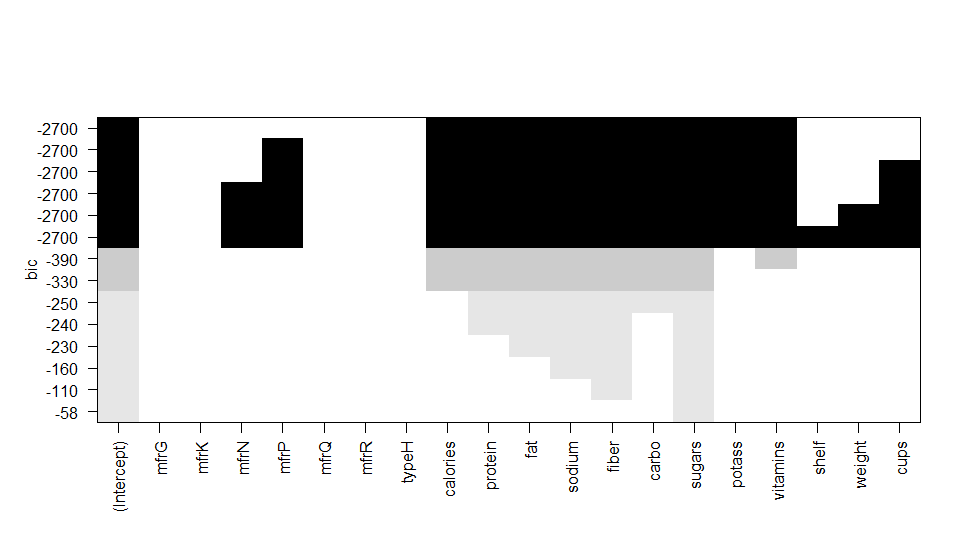 -2700
-2700
-2700
-2700
-2700
-2700
-390
-330
-250
-240
-230
-160
-110
-58
bic
(Intercept)
mfrG
mfrK
mfrN
mfrP
mfrQ
mfrR
typeH
calories
protein
fat
sodium
fiber
carbo
sugars
potass
vitamins
shelf
weight
cups